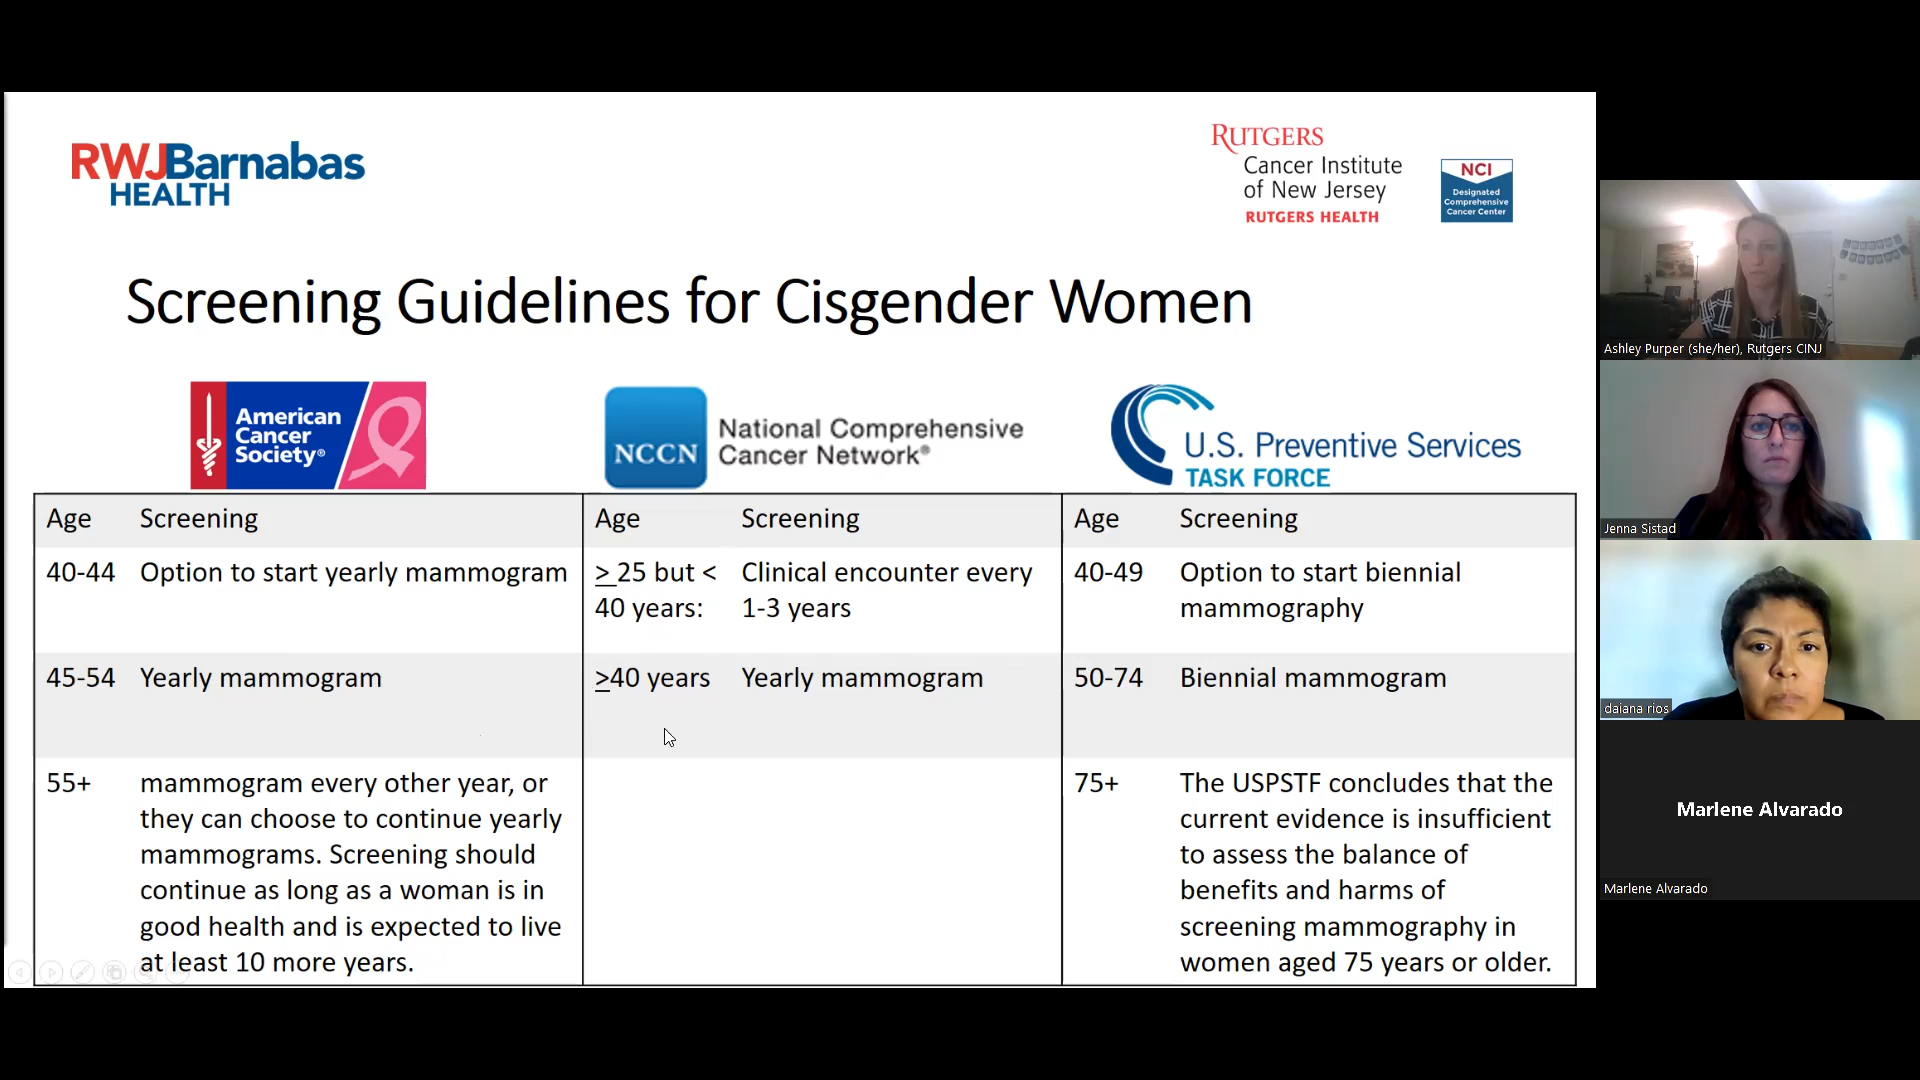 RWJBarnabas
HEALTH
RUTGERS
Cancer Institute
of New Jersey
RUTGERS HEALTH
NCI
Designated
Comprehensive
Cancer Center
Screening Guidelines for Cisgender Women
American
Cancer
Society®
NCCN
National Comprehensive
Cancer Network®
U.S. Preventive Services
TASK FORCE
Age Screening
40-44 Option to start yearly mammogram
45-54 Yearly mammogram
55+ mammogram every other year, or
they can choose to continue yearly
mammograms. Screening should
continue as long as a woman is in
good health and is expected to live
at least 10 more years.
Age Screening
≥ 25 but < Clinical encounter every
40 years: 1-3 years
≥40 years Yearly mammogram
Age Screening
40-49 Option to start biennial
mammography
50-74 Biennial mammogram
75+ The USPSTF concludes that the
current evidence is insufficient
to assess the balance of
benefits and harms of
screening mammography in
women aged 75 years or older.
Ashley Purper (she/her), Rutgers CINJ
Jenna Sistad
daiana rios
Marlene Alvarado
Marlene Alvarado